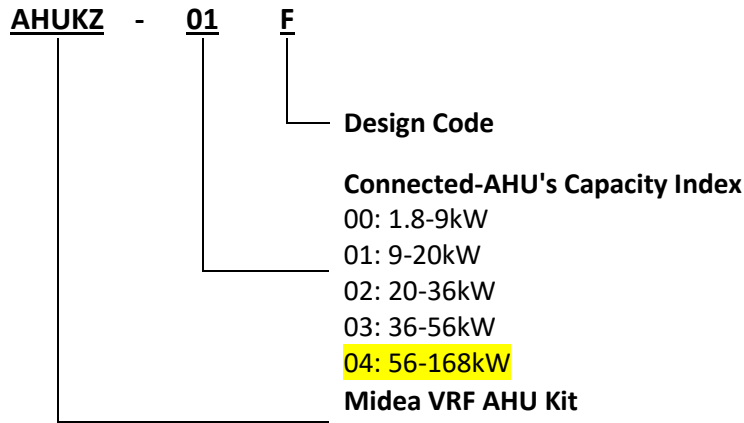 AHUKZ - 01 F
Design Code
Connected-AHU's Capacity Index
00: 1.8-9kW
01: 9-20kW
02: 20-36kW
03: 36-56kW
04: 56-168kW
Midea VRF AHU Kit